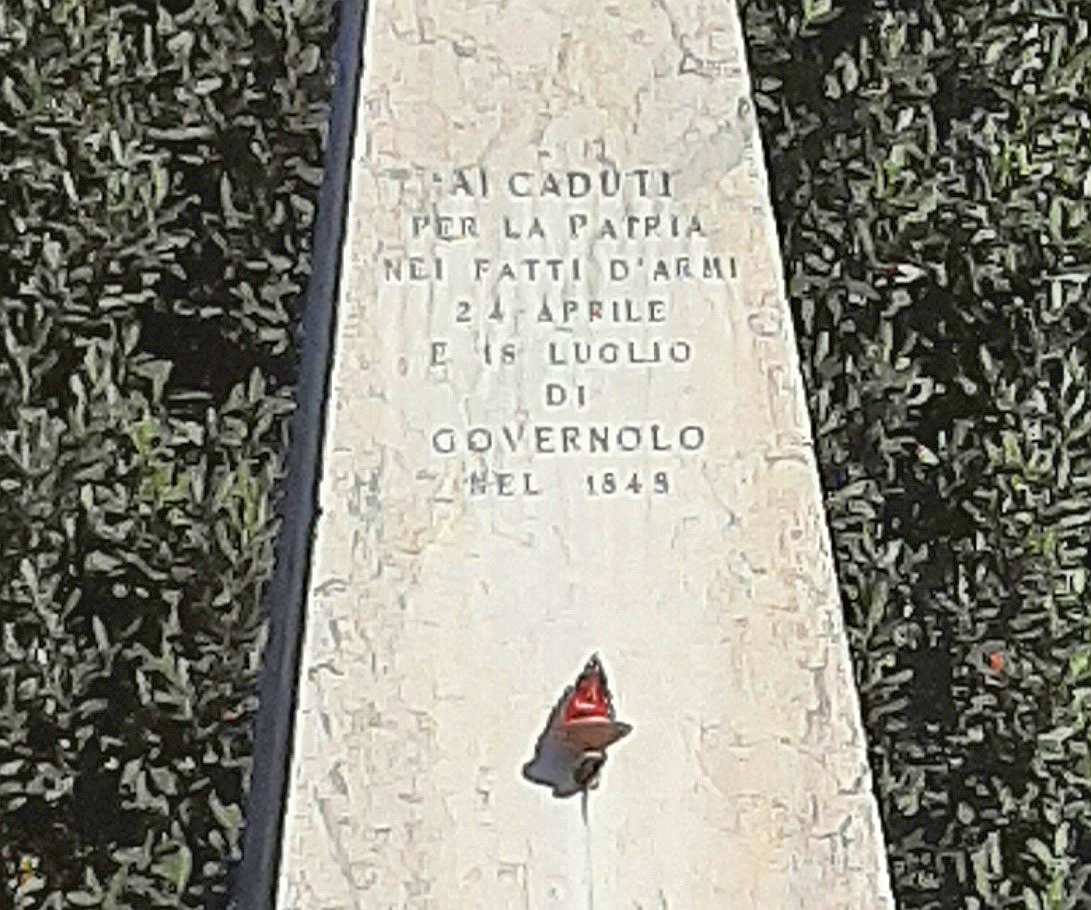 AI CADUTI
PER LA PATRIA
NEI FATTI D'ARMI
24 APRILE
E 18 LUGLIO
DI
GOVERNOLO
NEL 1848